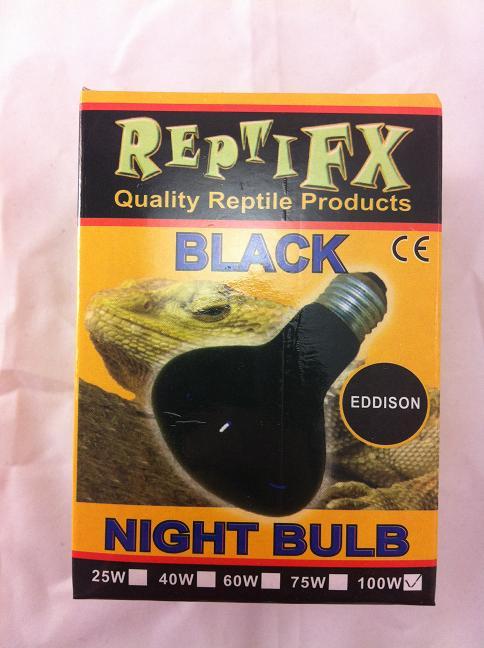 REPTIFX
Quality Reptile Products
BLACK
CE
EDDISON
NIGHT BULB
25W 40W 60W 75W 100W